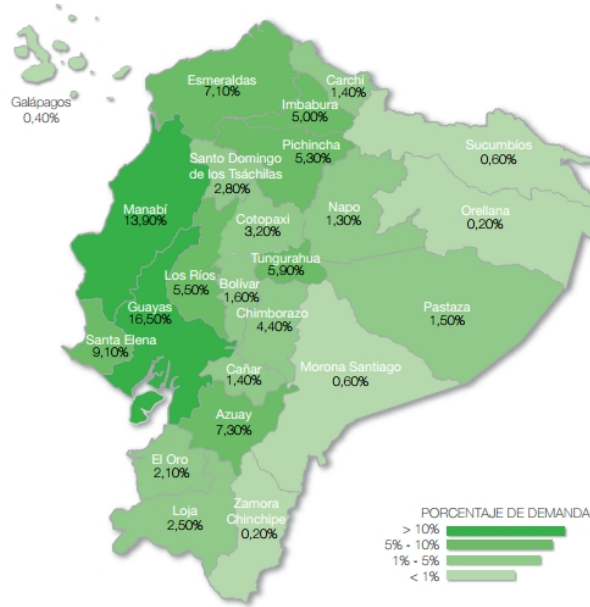 Esmeraldas
7,10%
Carchi
1,40%
Imbabura
5,00%
Galápagos
0,40%
Pichincha
5,30%
Sucumbíos
0,60%
Santo Domingo
de los Tsáchilas
2,80%
Manabí
13,90%
Napo
1,30%
Orellana
0,20%
Cotopaxi
3,20%
Tungurahua
5,90%
Los Ríos
5,50%
Bolívar
1,60%
Guayas
16,50%
Chimborazo
4,40%
Pastaza
1,50%
Santa Elena
9,10%
Morona Santiago
0,60%
Cañar
1,40%
Azuay
7,30%
El Oro
2,10%
Loja
2,50%
Zamora
Chinchipe
0,20%
PORCENTAJE DE DEMANDA
> 10%
5% - 10%
1% - 5%
< 1%